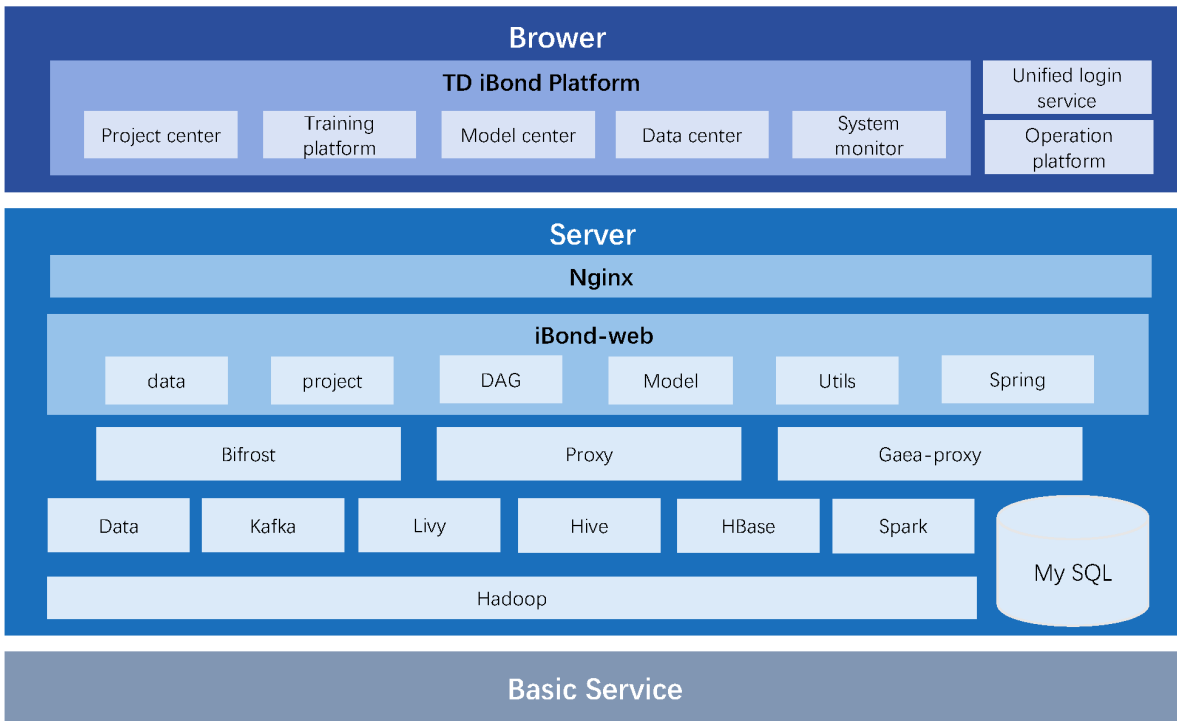 Brower
TD iBond Platform
Project center
Training
platform
Model center
Data center
System
monitor
Unified login
service
Operation
platform
Server
Nginx
iBond-web
data
project
DAG
Model
Utils
Spring
Bifrost
Proxy
Gaea-proxy
Data
Kafka
Livy
Hive
HBase
Spark
My SQL
Hadoop
Basic Service